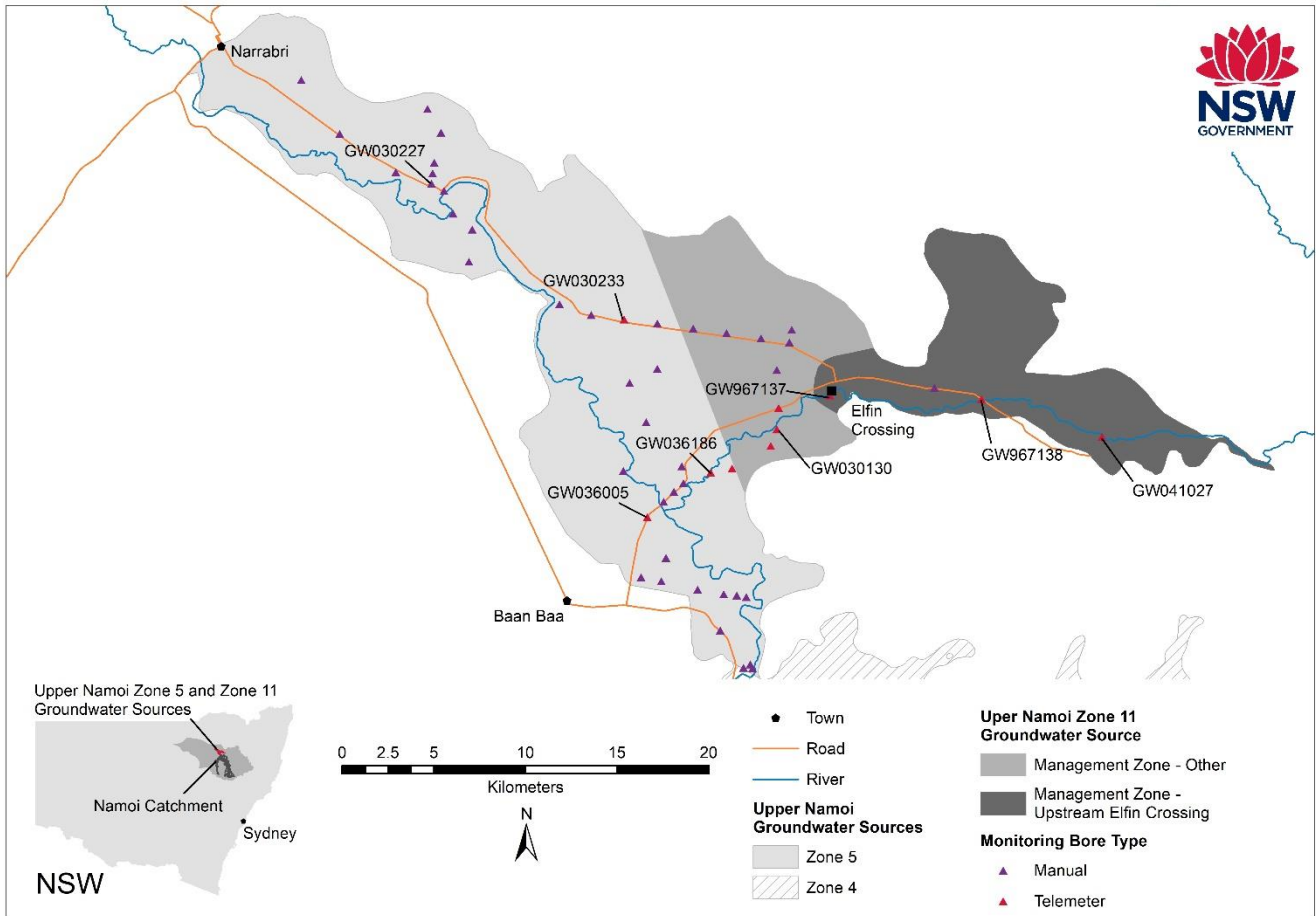 Narrabri
NSW
GOVERNMENT
GW030227
GW030233
GW967137
Elfin
Crossing
GW036186
GW030130
GW967138
GW041027
GW036005
Baan Baa
Upper Namoi Zone 5 and Zone 11
Groundwater Sources
Namoi Catchment
Sydney
NSW
0 2.5 5 10 15 20
Kilometers
N
Town
Road
River
Upper Namoi
Groundwater Sources
Zone 5
Zone 4
Uper Namoi Zone 11
Groundwater Source
Management Zone - Other
Management Zone -
Upstream Elfin Crossing
Monitoring Bore Type
Manual
Telemeter